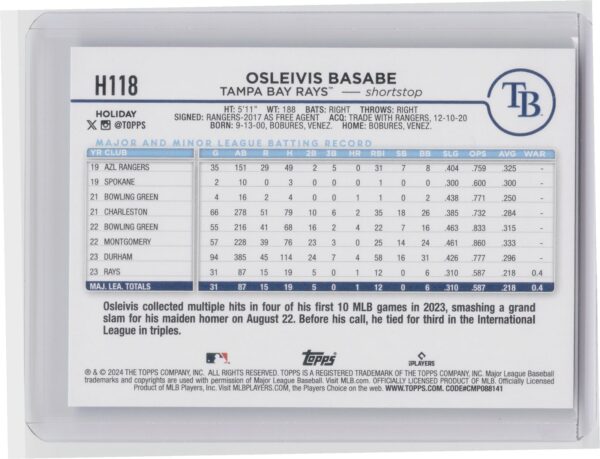 H118
OSLEIVIS BASABE
TAMPA BAY RAYS™ — shortstop
TB
HOLIDAY
X @TOPPS
HT: 5'11" WT: 188 BATS: RIGHT THROWS: RIGHT
SIGNED: RANGERS-2017 AS FREE AGENT ACQ: TRADE WITH RANGERS, 12-10-20
BORN: 9-13-00, BOBURES, VENEZ. HOME: BOBURES, VENEZ.
MAJOR AND MINOR LEAGUE BATTING RECORD
YR CLUB G AB R H 2B 3B HR RBI SB BB SLG OPS AVG WAR
19 AZL RANGERS 35 151 29 49 2 5 0 31 7 8 .404 .759 .325 -
19 SPOKANE 2 10 0 3 0 0 0 1 0 0 .300 .600 .300 -
21 BOWLING GREEN 4 16 2 4 0 0 1 1 0 2 .438 .771 .250 -
21 CHARLESTON 66 278 51 79 10 6 2 35 18 26 .385 .732 .284 -
22 BOWLING GREEN 55 216 41 68 16 2 4 22 7 16 .463 .833 .315 -
22 MONTGOMERY 57 228 39 76 23 3 0 25 14 24 .461 .860 .333 -
23 DURHAM 94 385 45 114 24 7 4 58 16 31 .426 .777 .296 -
23 RAYS 31 87 15 19 5 0 1 12 0 6 .310 .587 .218 0.4
MAJ. LEA. TOTALS 31 87 15 19 5 0 1 12 0 6 .310 .587 .218 0.4
Osleivis collected multiple hits in four of his first 10 MLB games in 2023, smashing a grand
slam for his maiden homer on August 22. Before his call, he tied for third in the International
League in triples.
topps
PLAYERS
® & © 2024 THE TOPPS COMPANY, INC. ALL RIGHTS RESERVED. TOPPS IS A REGISTERED TRADEMARK OF THE TOPPS COMPANY, INC. Major League Baseball
trademarks and copyrights are used with permission of Major League Baseball. Visit MLB.com. OFFICIALLY LICENSED PRODUCT OF MLB. Officially Licensed
Product of MLB Players, Inc. Visit MLBPLAYERS.COM, the Players Choice on the web. WWW.TOPPS.COM. CODE#CMP088141